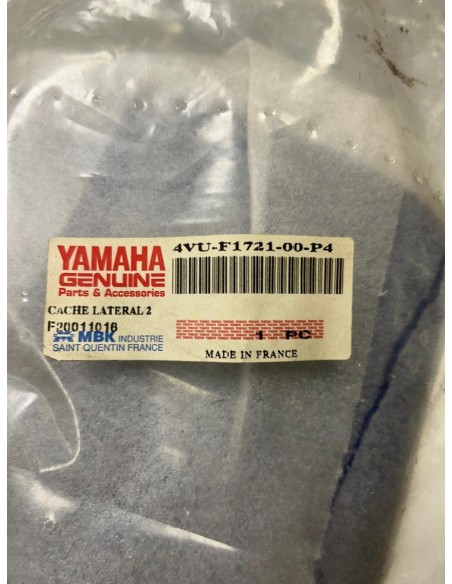 YAMAHA
GENUINE
Parts & Accessories
4VU-F1721-00-P4
CACHE LATERAL 2
F20011016
MBK INDUSTRIE
SAINT QUENTIN FRANCE
1 PC
MADE IN FRANCE